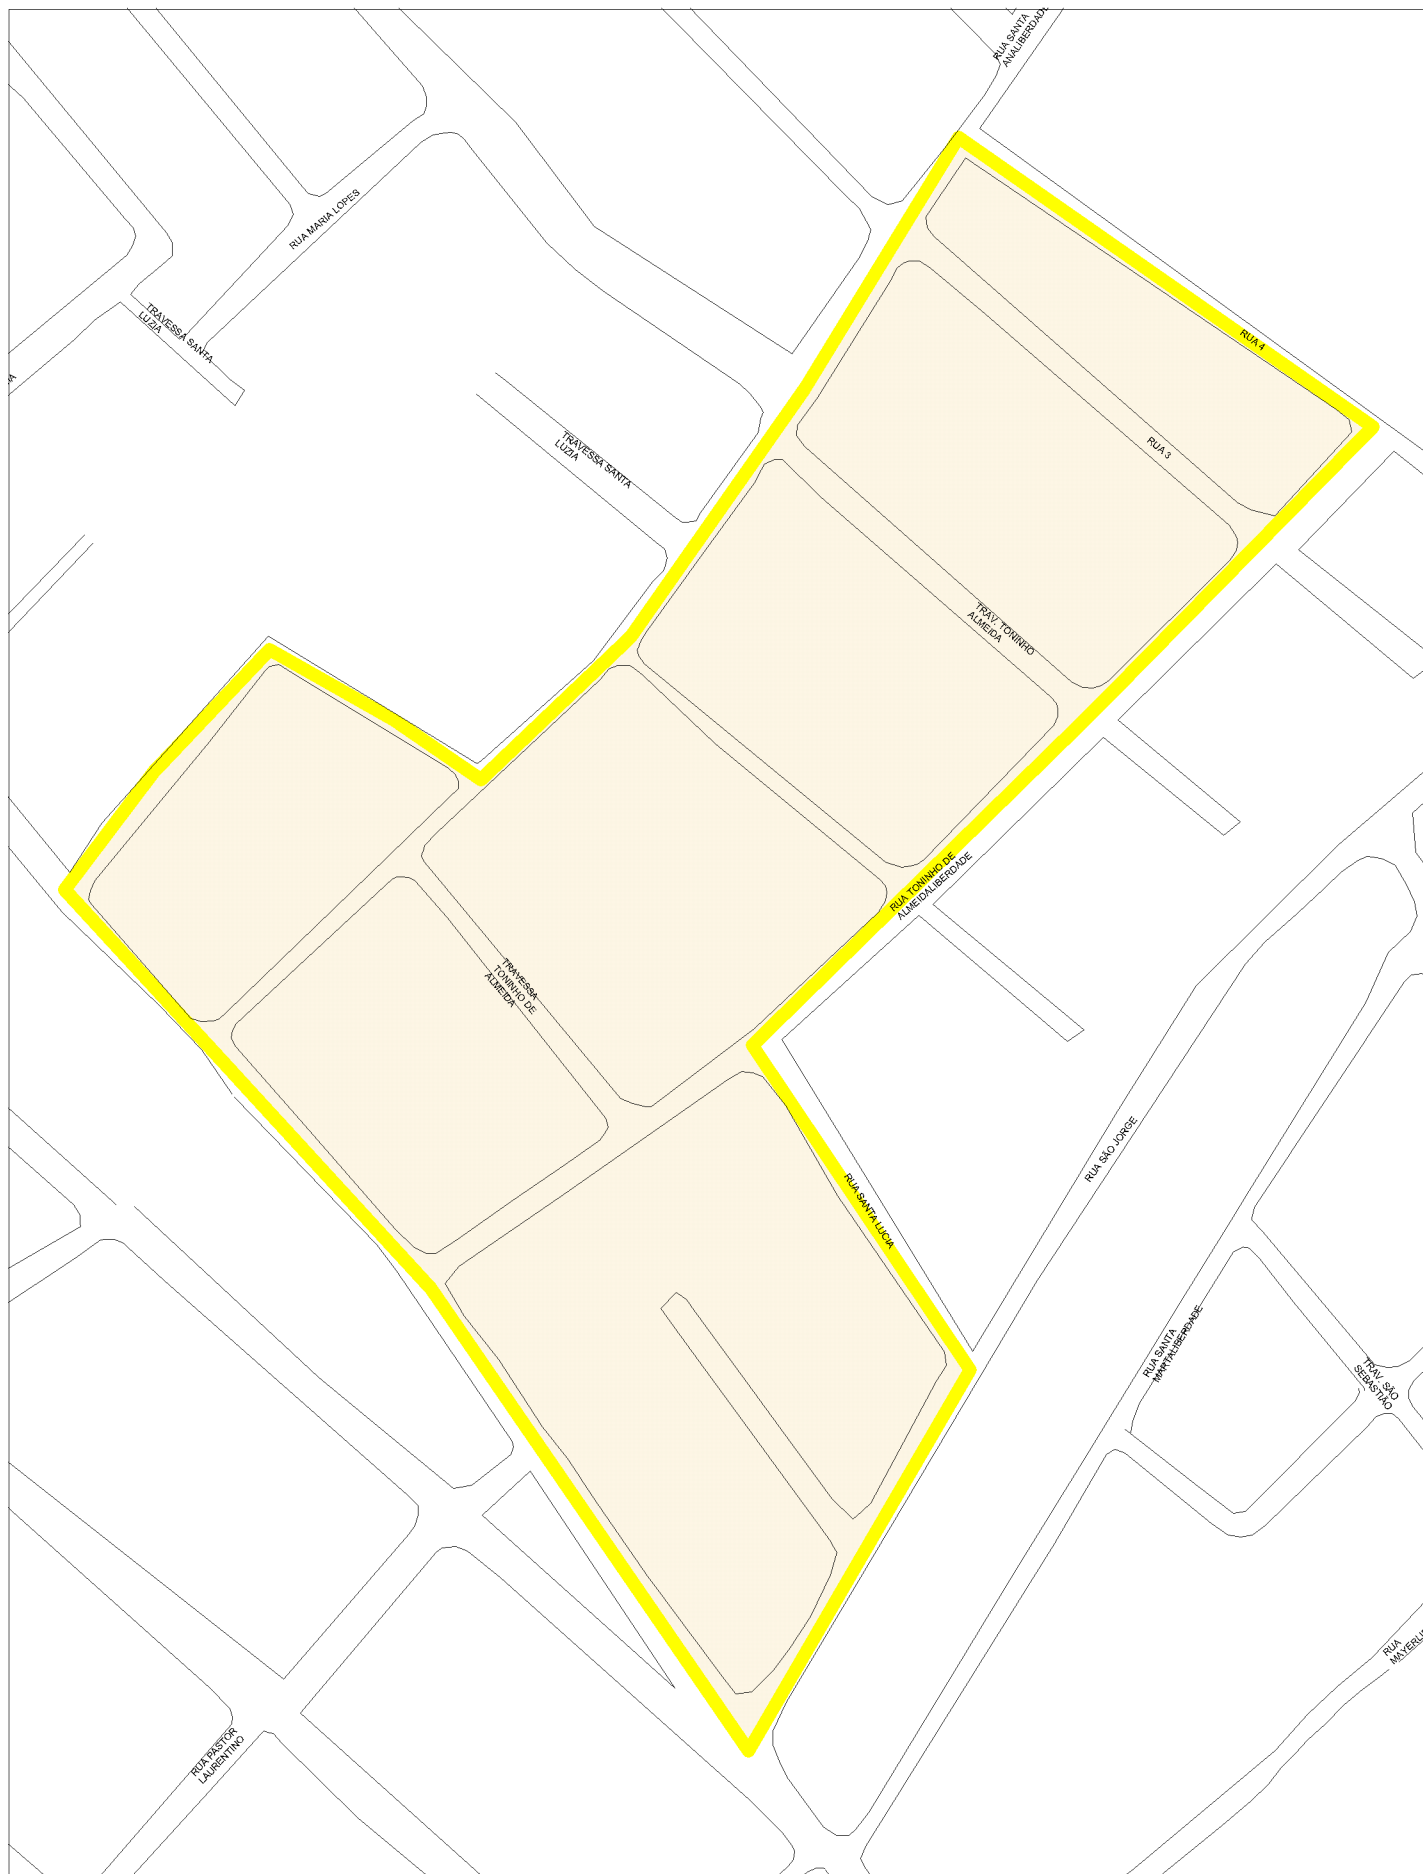 RUA SANTA
ANALIBERDADE
RUA MARIA LOPES
TRAVESSA SANTA
LUZIA
RUA 4
TRAVESSA SANTA
LUZIA
RUA 3
TRAV. TONINHO
ALMEIDA
RUA TONINHO DE
ALMEIDALIBERDADE
TRAVESSA
TONINHO DE
ALMEIDA
RUA SÃO JORGE
RUA SANTA LUCIA
RUA SANTA
MARTALIBERDADE
TRAV. SÃO
SEBASTIÃO
RUA
RUA PASTOR
LAURENTINO